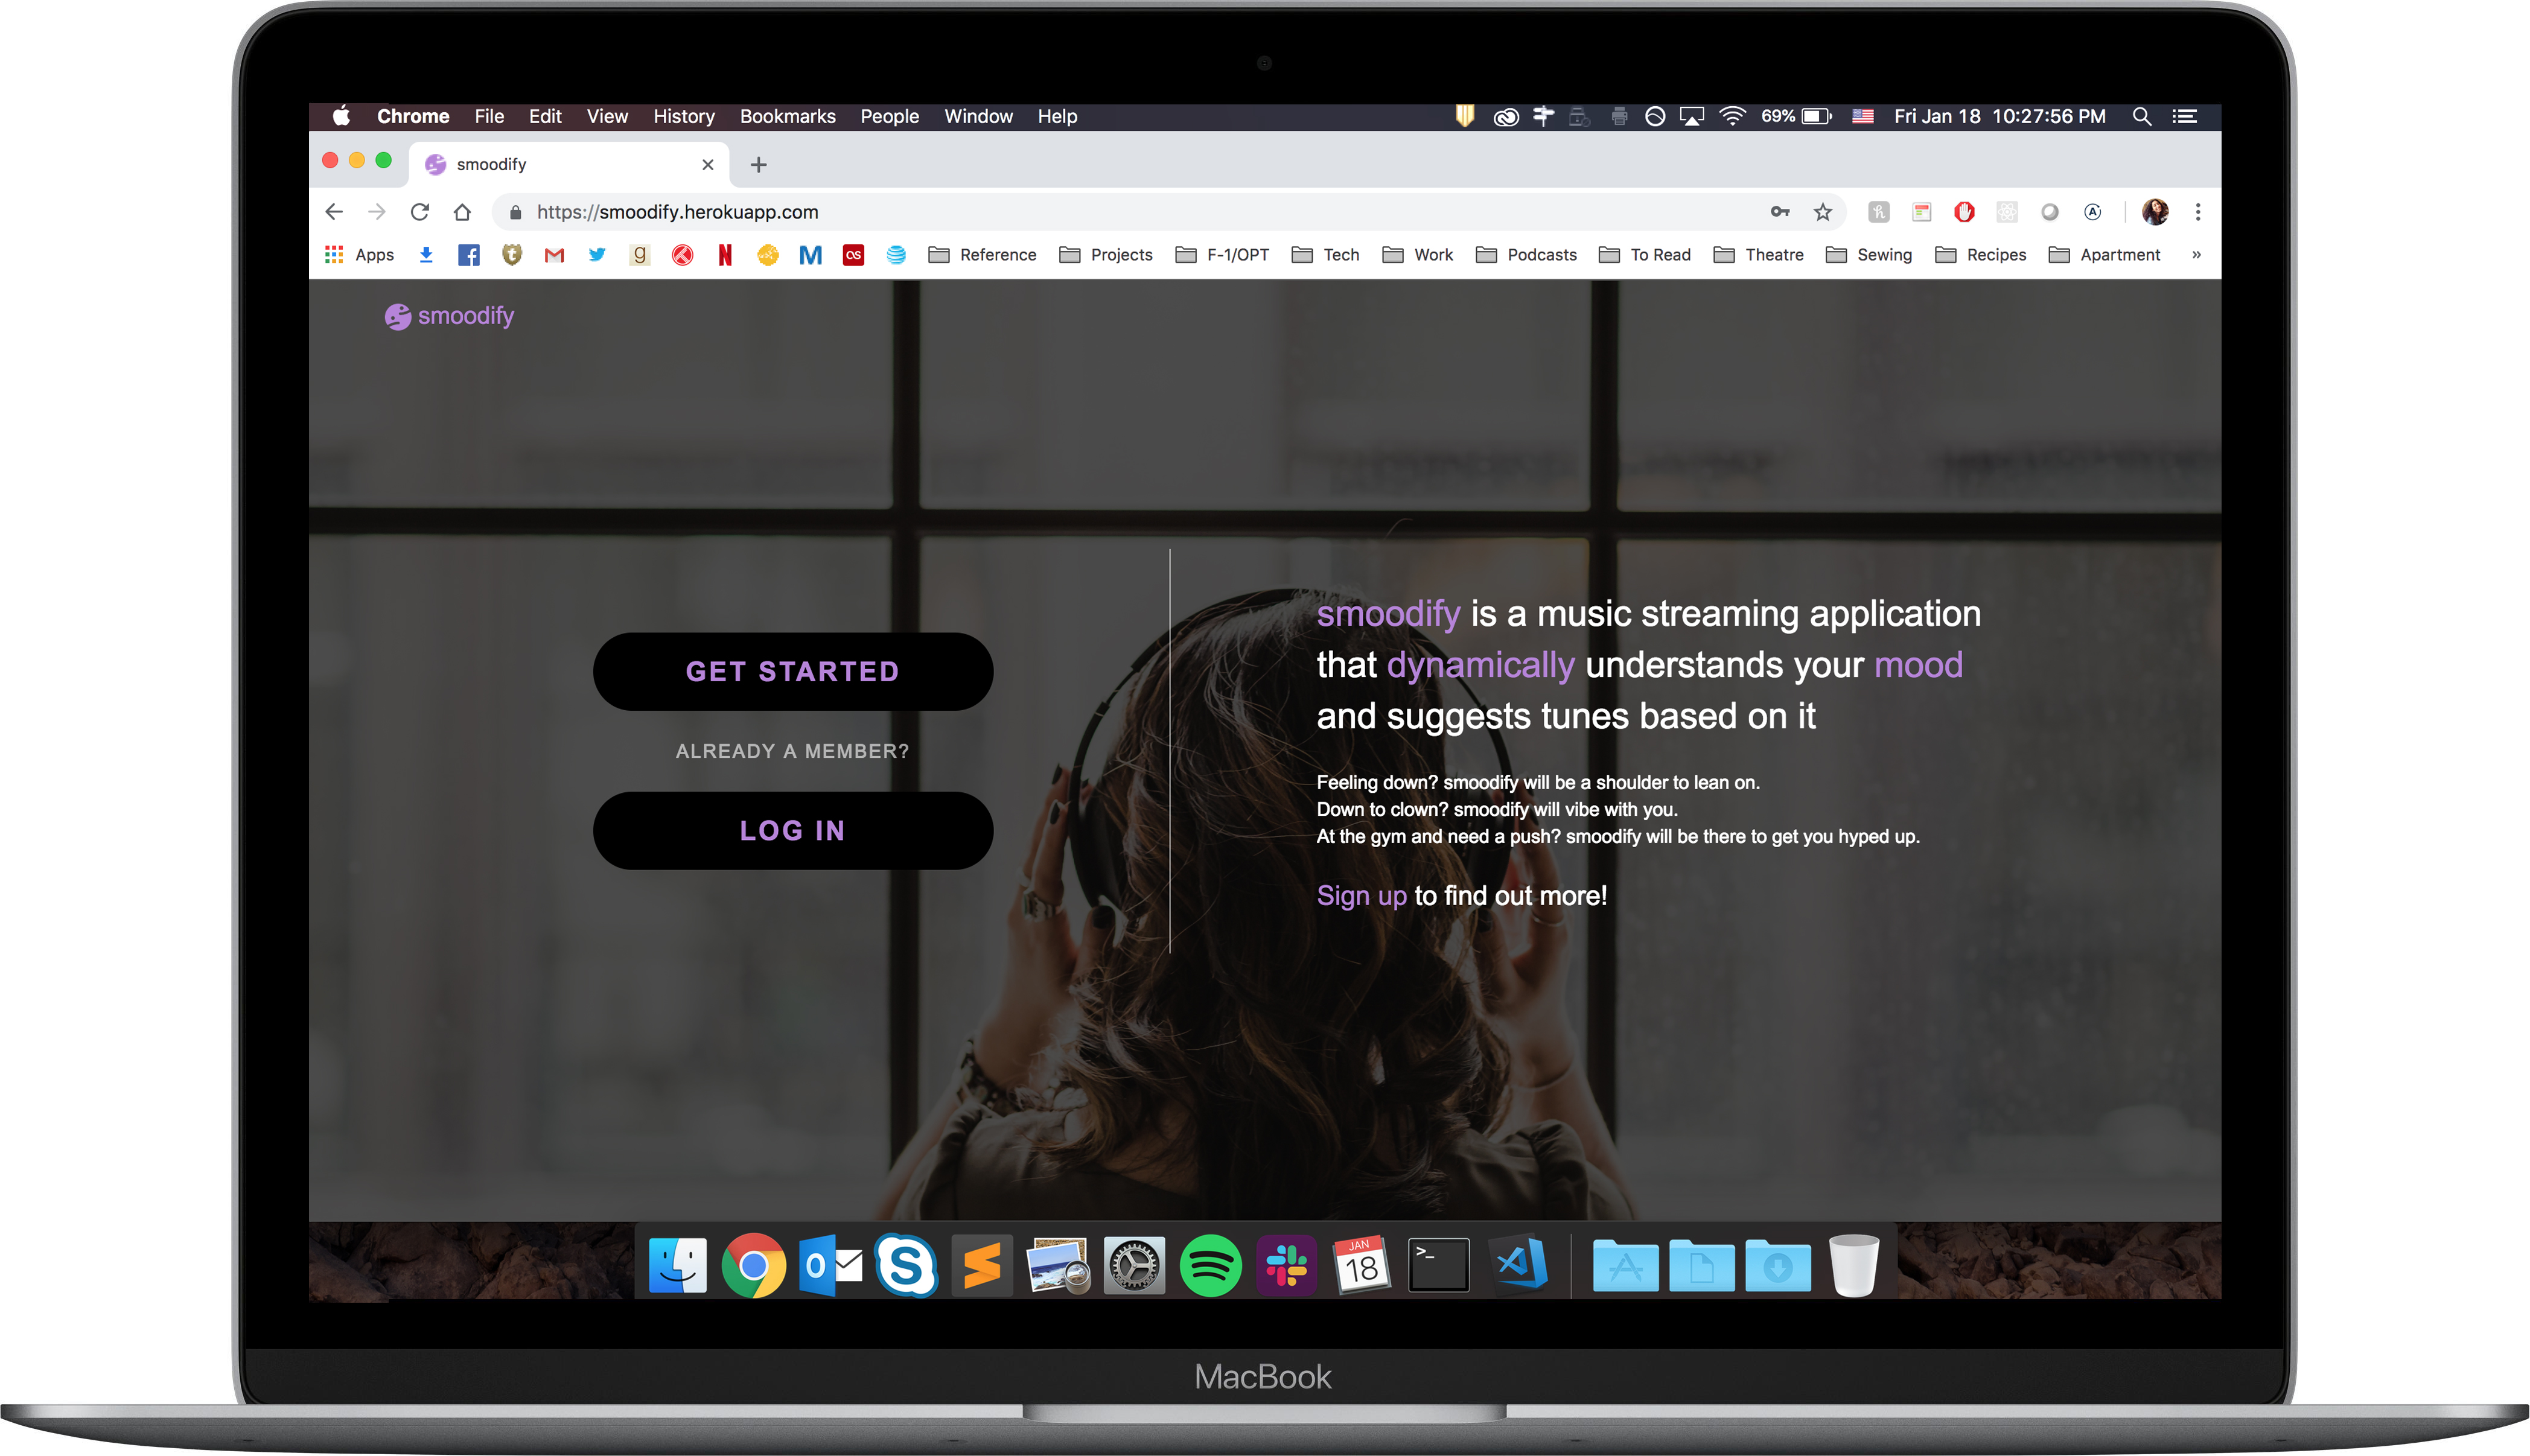 Chrome File Edit View History Bookmarks People Window Help 69% Fri Jan 18 10:27:56 PM
smoodify
https://smoodify.herokuapp.com
Apps Reference Projects F-1/OPT Tech Work Podcasts To Read Theatre Sewing Recipes Apartment »
smoodify
GET STARTED
ALREADY A MEMBER?
LOG IN
smoodify is a music streaming application
that dynamically understands your mood
and suggests tunes based on it
Feeling down? smoodify will be a shoulder to lean on.
Down to clown? smoodify will vibe with you.
At the gym and need a push? smoodify will be there to get you hyped up.
Sign up to find out more!
JAN
18
MacBook